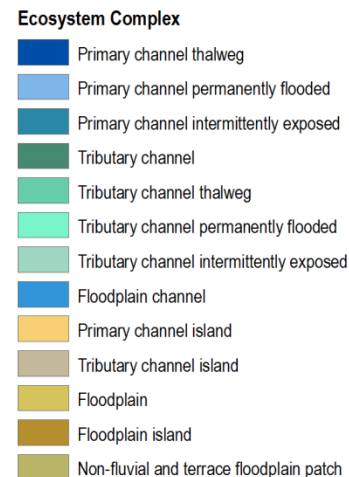 Ecosystem Complex
Primary channel thalweg
Primary channel permanently flooded
Primary channel intermittently exposed
Tributary channel
Tributary channel thalweg
Tributary channel permanently flooded
Tributary channel intermittently exposed
Floodplain channel
Primary channel island
Tributary channel island
Floodplain
Floodplain island
Non-fluvial and terrace floodplain patch